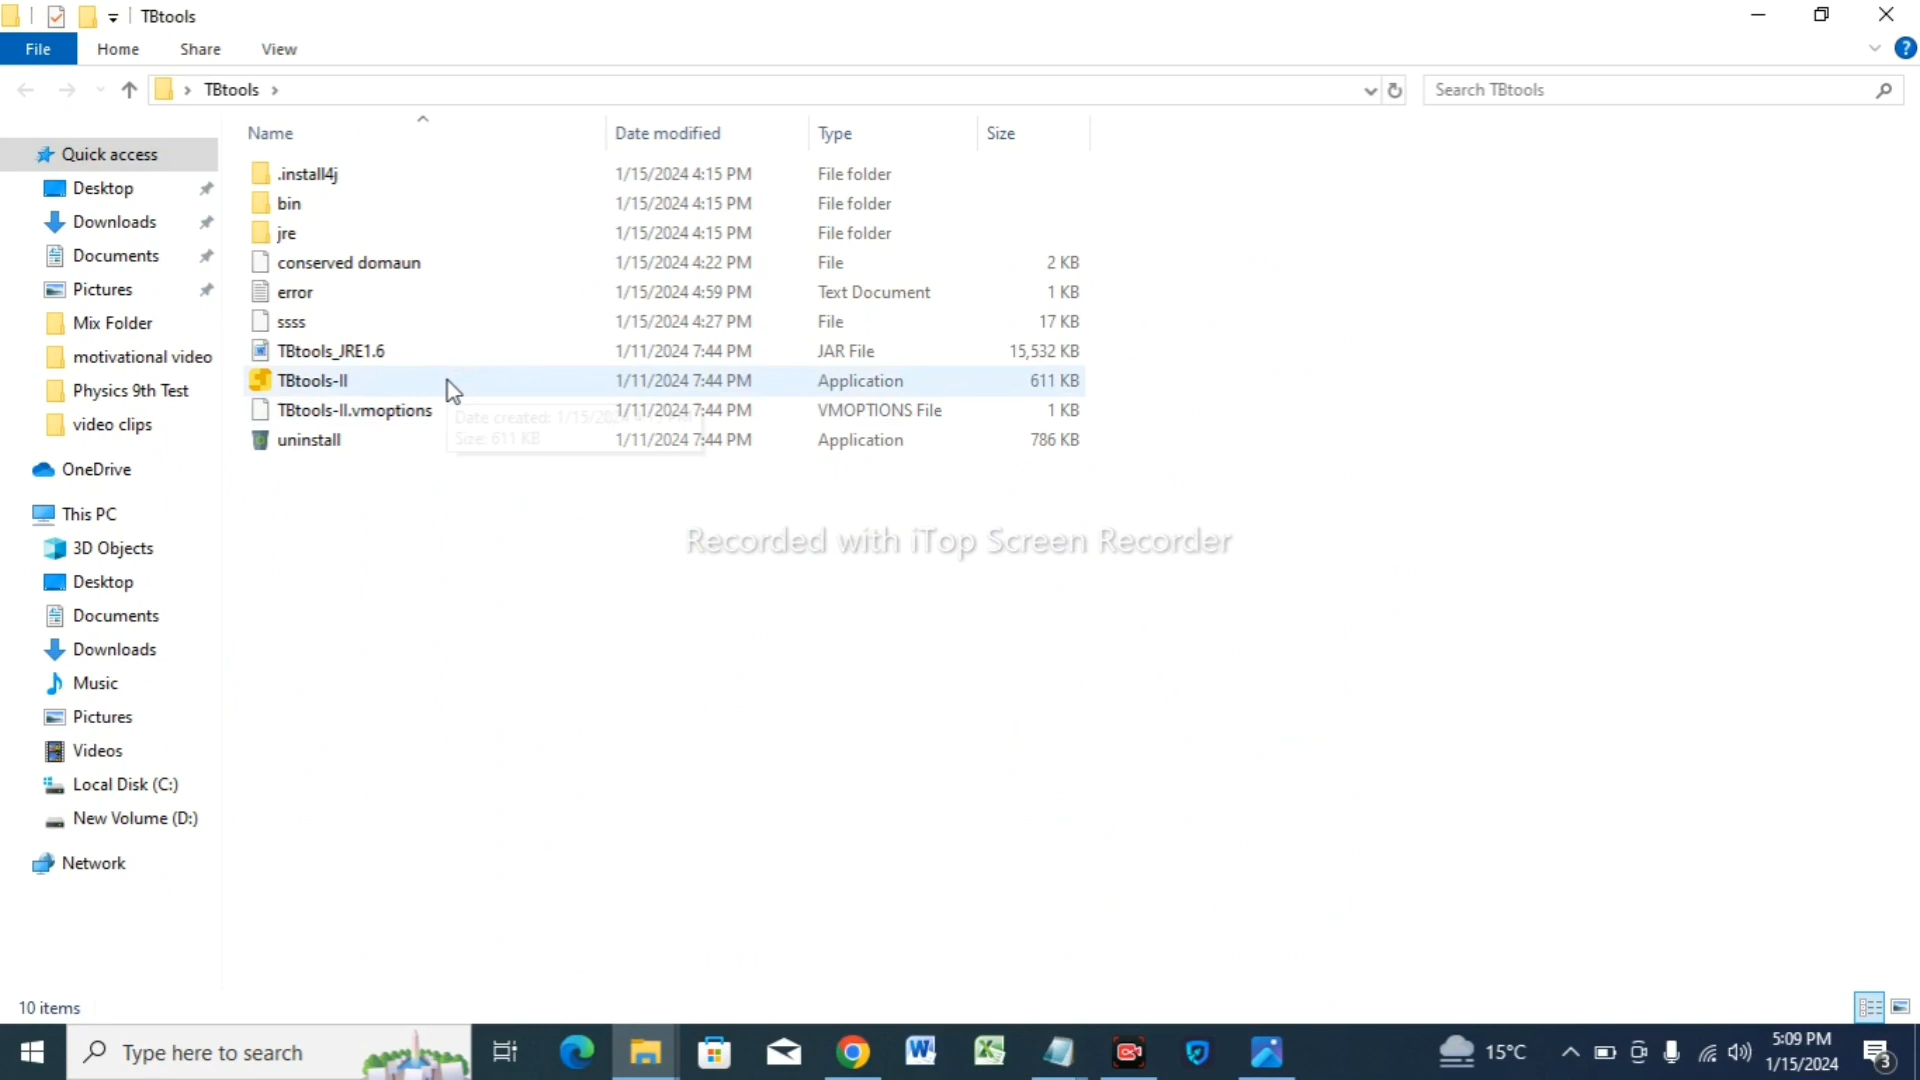 TBtools
File Home Share View
TBtools
Search TBtools
Name Date modified Type Size
Quick access
Desktop
Downloads
Documents
Pictures
Mix Folder
motivational video
Physics 9th Test
video clips
OneDrive
This PC
3D Objects
Desktop
Documents
Downloads
Music
Pictures
Videos
Local Disk (C:)
New Volume (D:)
Network
.install4j 1/15/2024 4:15 PM File folder
bin 1/15/2024 4:15 PM File folder
jre 1/15/2024 4:15 PM File folder
conserved domaun 1/15/2024 4:22 PM File 2 KB
error 1/15/2024 4:59 PM Text Document 1 KB
ssss 1/15/2024 4:27 PM File 17 KB
TBtools_JRE1.6 1/11/2024 7:44 PM JAR File 15,532 KB
TBtools-II 1/11/2024 7:44 PM Application 611 KB
TBtools-II.vmoptions 1/11/2024 7:44 PM VMOPTIONS File 1 KB
Date created:
Size: 611 KB
uninstall 1/11/2024 7:44 PM Application 786 KB
Recorded with iTop Screen Recorder
10 items
Type here to search
15°C
5:09 PM
1/15/2024
3